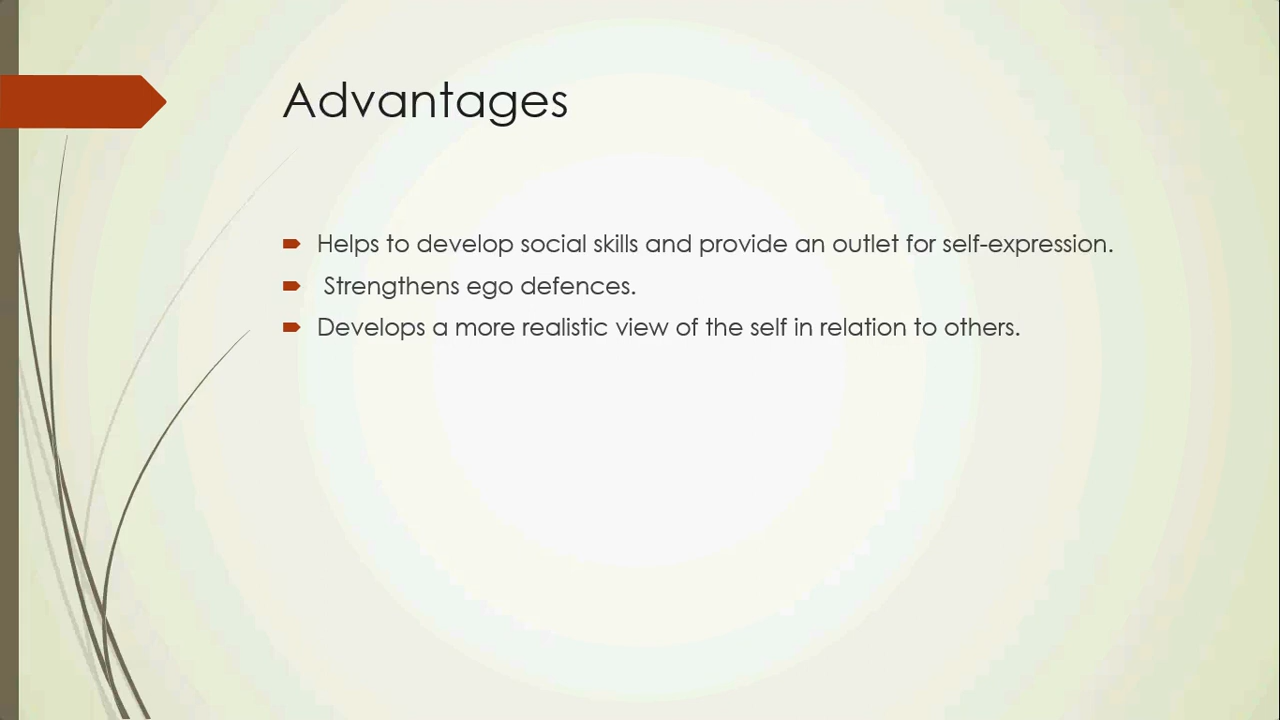 Advantages
Helps to develop social skills and provide an outlet for self-expression.
Strengthens ego defences.
Develops a more realistic view of the self in relation to others.